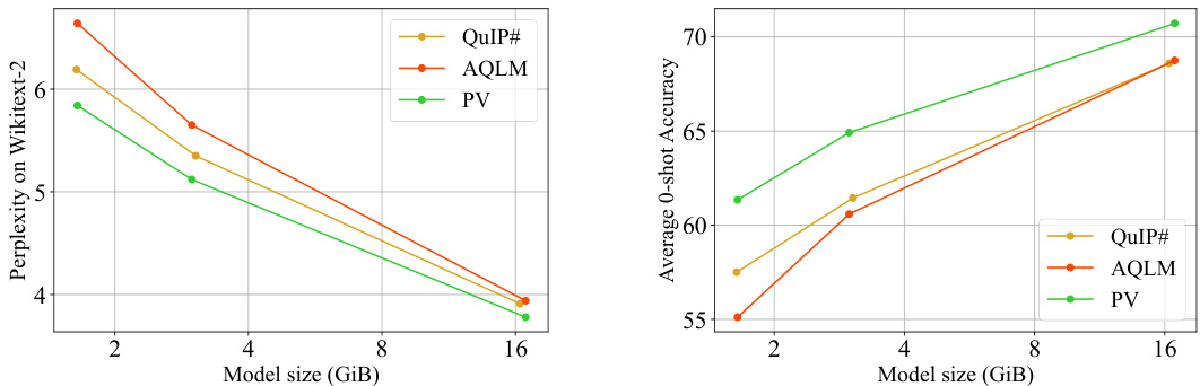 Perplexity on Wikitext-2
6
5
4
2
4
8
16
Model size (GiB)
QuIP#
AQLM
PV
Average 0-shot Accuracy
70
65
60
55
2
4
8
16
Model size (GiB)
QuIP#
AQLM
PV